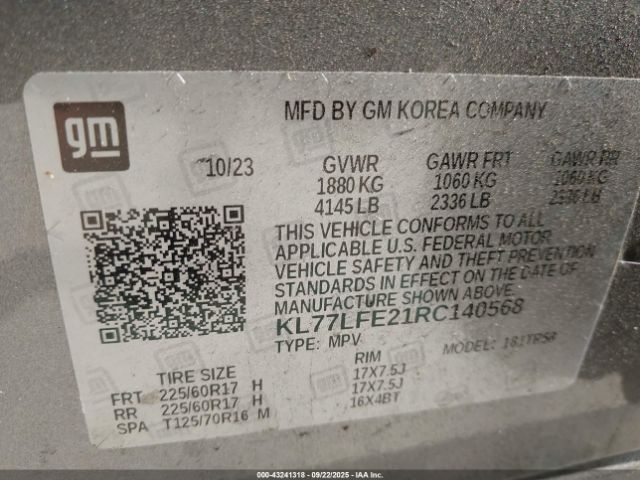 gm
MFD BY GM KOREA COMPANY
10/23 GVWR GAWR FRT GAWR RR
1880 KG 1060 KG 1060 KG
4145 LB 2336 LB 2336 LB
THIS VEHICLE CONFORMS TO ALL
APPLICABLE U.S. FEDERAL MOTOR
VEHICLE SAFETY AND THEFT PREVENTION
STANDARDS IN EFFECT ON THE DATE OF
MANUFACTURE SHOWN ABOVE.
KL77LFE21RC140568
TYPE: MPV MODEL: 1R1TR58
TIRE SIZE RIM
FRT 225/60R17 H 17X7.5J
RR 225/60R17 H 17X7.5J
SPA T125/70R16 M 16X4BT
000-43241318 | 09/22/2025 | IAAI INC. (C) COPYRIGHT